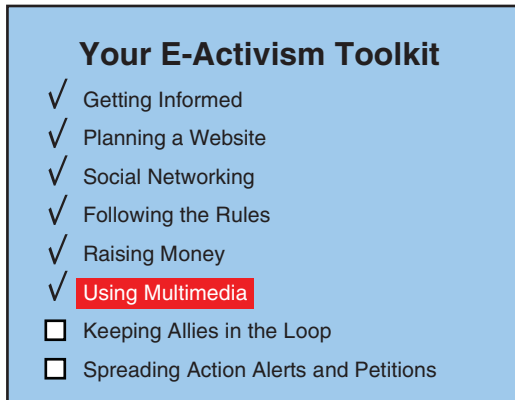 Your E-Activism Toolkit
√ Getting Informed
√ Planning a Website
√ Social Networking
√ Following the Rules
√ Raising Money
√ Using Multimedia
☐ Keeping Allies in the Loop
☐ Spreading Action Alerts and Petitions